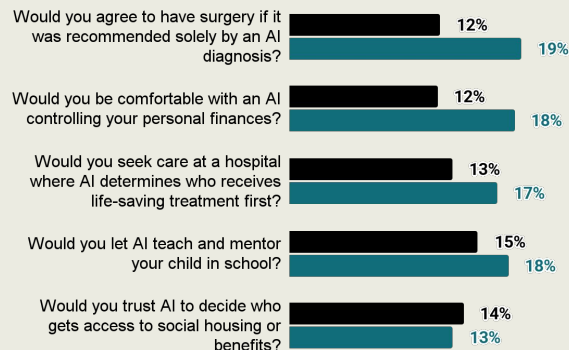 Would you agree to have surgery if it
was recommended solely by an AI
diagnosis?
12%
19%
Would you be comfortable with an AI
controlling your personal finances?
12%
18%
Would you seek care at a hospital
where AI determines who receives
life-saving treatment first?
13%
17%
Would you let AI teach and mentor
your child in school?
15%
18%
Would you trust AI to decide who
gets access to social housing or
benefits?
14%
13%